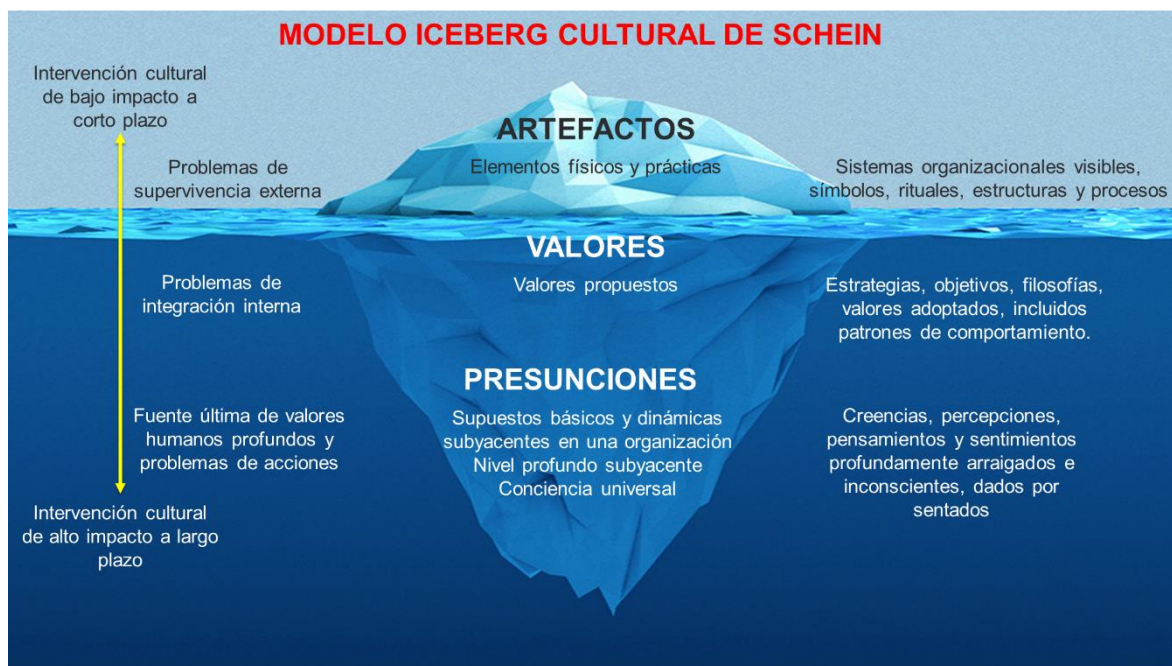 MODELO ICEBERG CULTURAL DE SCHEIN
Intervención cultural
de bajo impacto a
corto plazo
Problemas de
supervivencia externa
ARTEFACTOS
Elementos físicos y prácticas
Sistemas organizacionales visibles,
símbolos, rituales, estructuras y procesos
Problemas de
integración interna
VALORES
Valores propuestos
Estrategias, objetivos, filosofías,
valores adoptados, incluidos
patrones de comportamiento.
Fuente última de valores
humanos profundos y
problemas de acciones
PRESUNCIONES
Supuestos básicos y dinámicas
subyacentes en una organización
Nivel profundo subyacente
Conciencia universal
Creencias, percepciones,
pensamientos y sentimientos
profundamente arraigados e
inconscientes, dados por
sentados
Intervención cultural
de alto impacto a largo
plazo